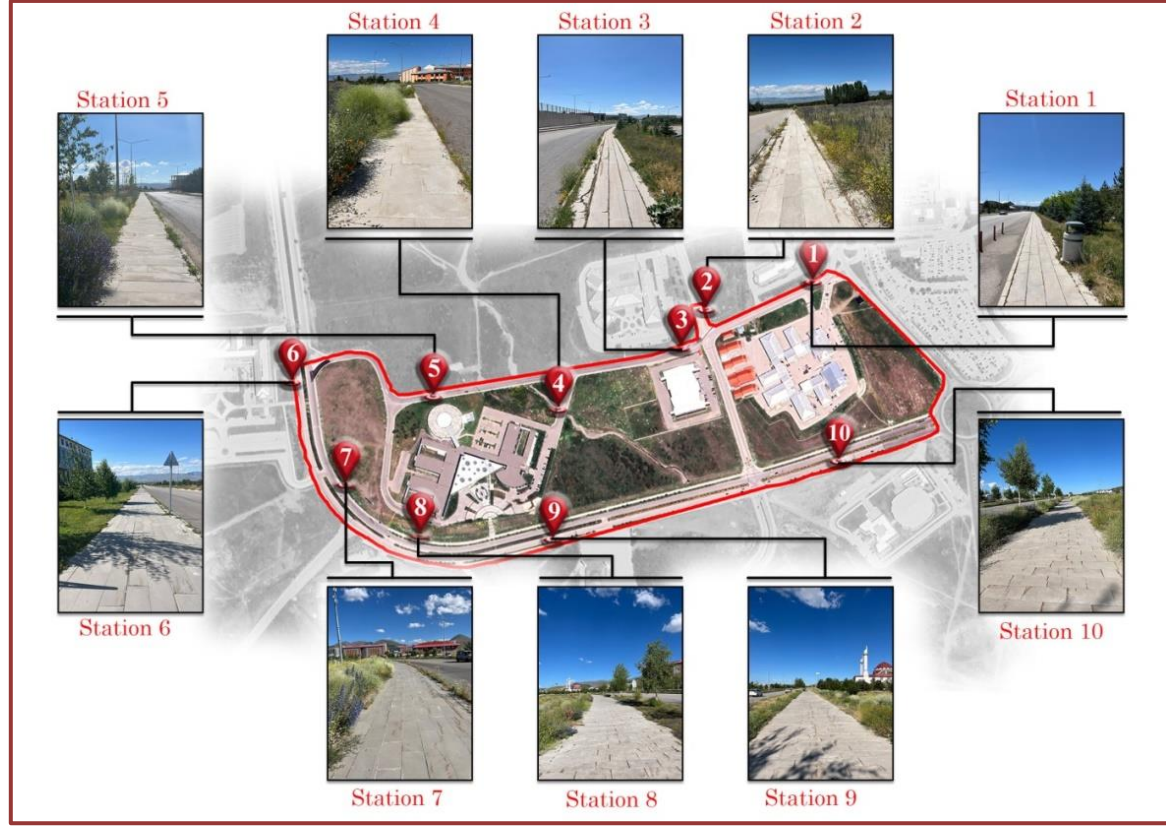 Station 4
Station 3
Station 2
Station 5
Station 1
1
2
3
6
5
4
10
7
8
9
Station 6
Station 10
Station 7
Station 8
Station 9